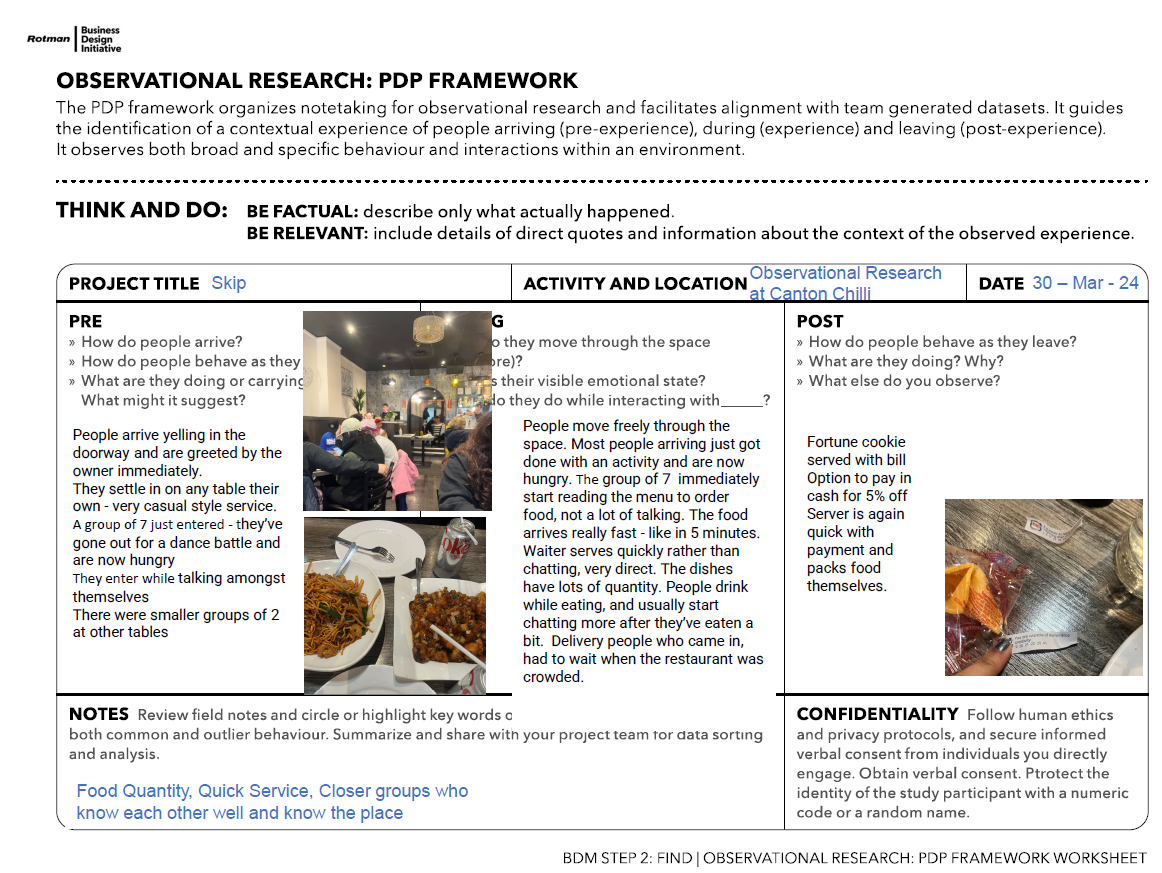 Rotman
Business
Design
Initiative
OBSERVATIONAL RESEARCH: PDP FRAMEWORK
The PDP framework organizes notetaking for observational research and facilitates alignment with team generated datasets. It guides
the identification of a contextual experience of people arriving (pre-experience), during (experience) and leaving (post-experience).
It observes both broad and specific behaviour and interactions within an environment.
THINK AND DO: BE FACTUAL: describe only what actually happened.
BE RELEVANT: include details of direct quotes and information about the context of the observed experience.
PROJECT TITLE Skip
ACTIVITY AND LOCATION Observational Research
at Canton Chilli
DATE 30 – Mar - 24
PRE
» How do people arrive?
» How do people behave as they
» What are they doing or carrying
What might it suggest?
People arrive yelling in the
doorway and are greeted by the
owner immediately.
They settle in on any table their
own - very casual style service.
A group of 7 just entered - they've
gone out for a dance battle and
are now hungry
They enter while talking amongst
themselves
There were smaller groups of 2
at other tables
G
o they move through the space
re)?
s their visible emotional state?
do they do while interacting with_____?
People move freely through the
space. Most people arriving just got
done with an activity and are now
hungry. The group of 7 immediately
start reading the menu to order
food, not a lot of talking. The food
arrives really fast - like in 5 minutes.
Waiter serves quickly rather than
chatting, very direct. The dishes
have lots of quantity. People drink
while eating, and usually start
chatting more after they've eaten a
bit. Delivery people who came in,
had to wait when the restaurant was
crowded.
POST
» How do people behave as they leave?
» What are they doing? Why?
» What else do you observe?
Fortune cookie
served with bill
Option to pay in
cash for 5% off
Server is again
quick with
payment and
packs food
themselves.
NOTES Review field notes and circle or highlight key words
both common and outlier behaviour. Summarize and share with your project team for data sorting
and analysis.
Food Quantity, Quick Service, Closer groups who
know each other well and know the place
CONFIDENTIALITY Follow human ethics
and privacy protocols, and secure informed
verbal consent from individuals you directly
engage. Obtain verbal consent. Ptrotect the
identity of the study participant with a numeric
code or a random name.
BDM STEP 2: FIND | OBSERVATIONAL RESEARCH: PDP FRAMEWORK WORKSHEET